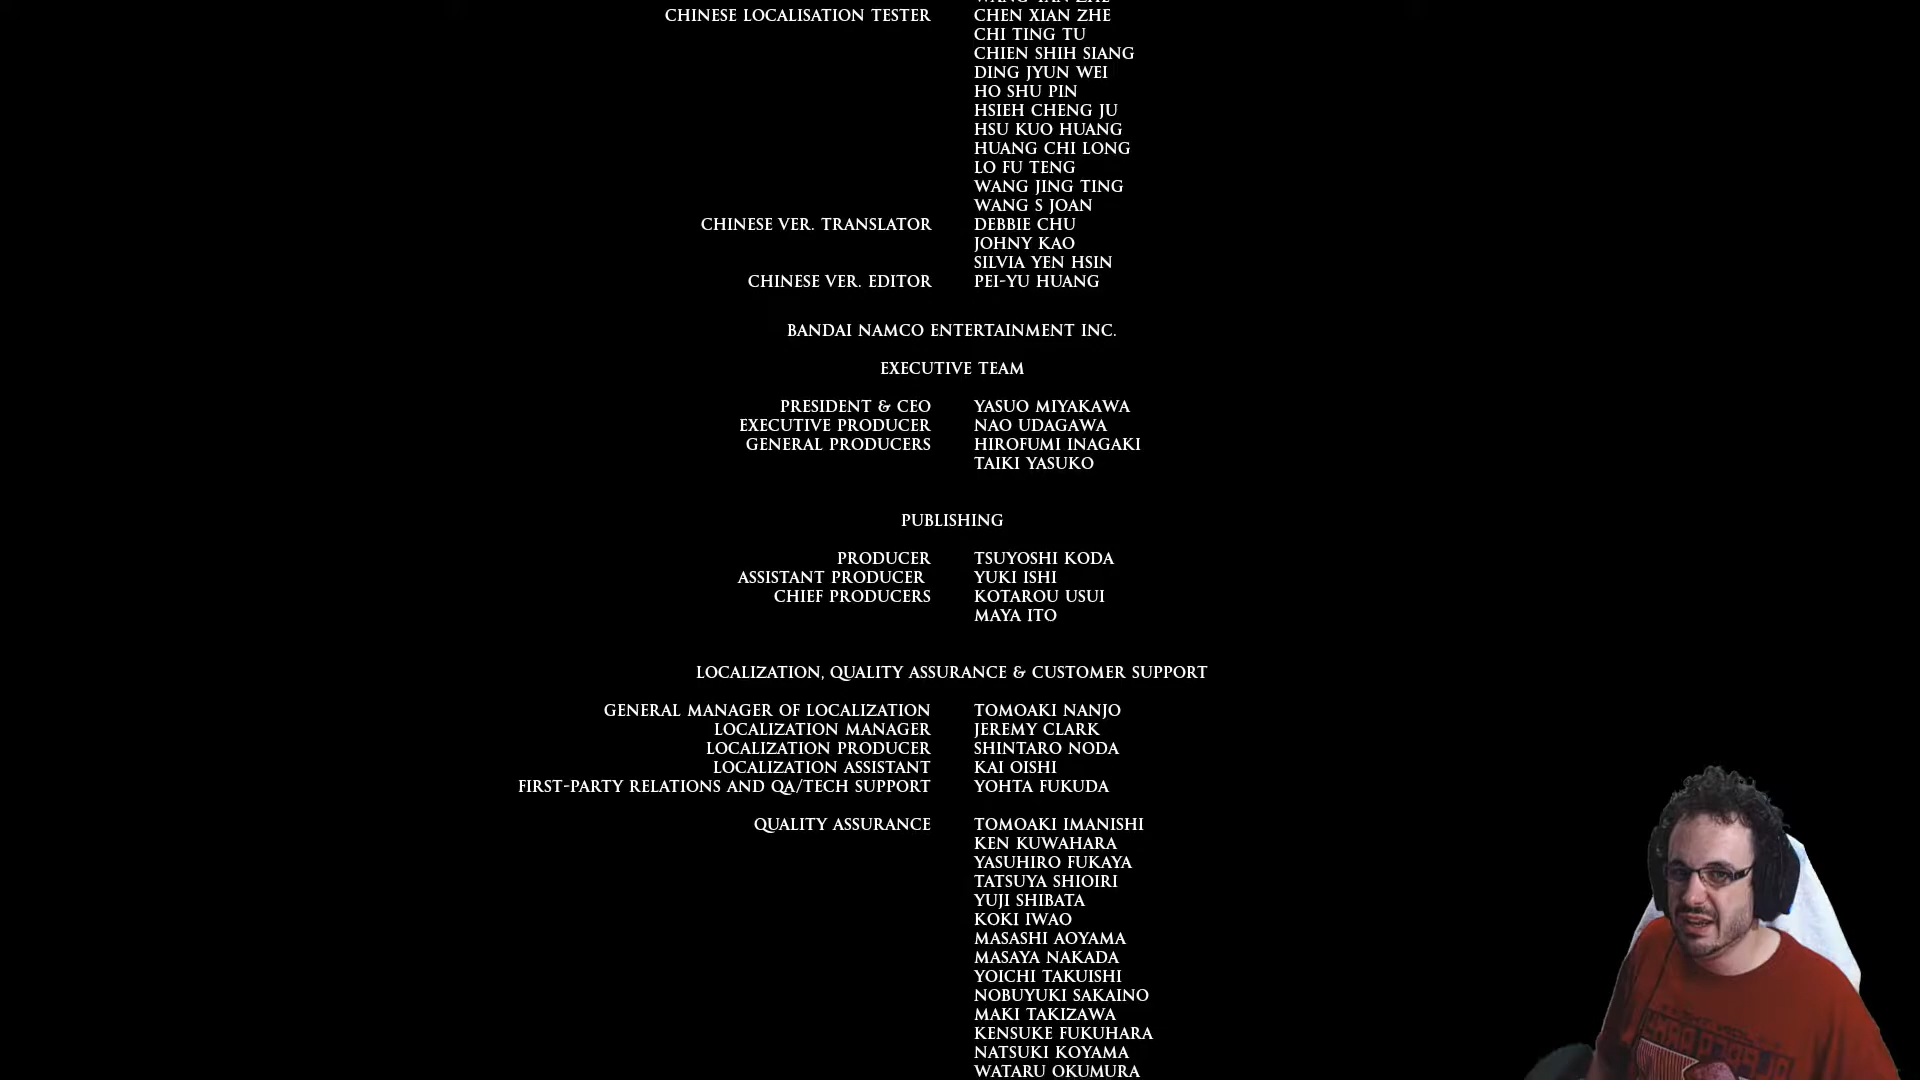 CHINESE LOCALISATION TESTER CHEN XIAN ZHE
CHI TING TU
CHIEN SHIH SIANG
DING JYUN WEI
HO SHU PIN
HSIEH CHENG JU
HSU KUO HUANG
HUANG CHI LONG
LO FU TENG
WANG JING TING
WANG S JOAN
CHINESE VER. TRANSLATOR DEBBIE CHU
JOHNY KAO
SILVIA YEN HSIN
CHINESE VER. EDITOR PEI-YU HUANG
BANDAI NAMCO ENTERTAINMENT INC.
EXECUTIVE TEAM
PRESIDENT & CEO YASUO MIYAKAWA
EXECUTIVE PRODUCER NAO UDAGAWA
GENERAL PRODUCERS HIROFUMI INAGAKI
TAIKI YASUKO
PUBLISHING
PRODUCER TSUYOSHI KODA
ASSISTANT PRODUCER YUKI ISHI
CHIEF PRODUCERS KOTAROU USUI
MAYA ITO
LOCALIZATION, QUALITY ASSURANCE & CUSTOMER SUPPORT
GENERAL MANAGER OF LOCALIZATION TOMOAKI NANJO
LOCALIZATION MANAGER JEREMY CLARK
LOCALIZATION PRODUCER SHINTARO NODA
LOCALIZATION ASSISTANT KAI OISHI
FIRST-PARTY RELATIONS AND QA/TECH SUPPORT YOHTA FUKUDA
QUALITY ASSURANCE TOMOAKI IMANISHI
KEN KUWAHARA
YASUHIRO FUKAYA
TATSUYA SHIOIRI
YUJI SHIBATA
KOKI IWAO
MASASHI AOYAMA
MASAYA NAKADA
YOICHI TAKUISHI
NOBUYUKI SAKAINO
MAKI TAKIZAWA
KENSUKE FUKUHARA
NATSUKI KOYAMA
WATARU OKUMURA